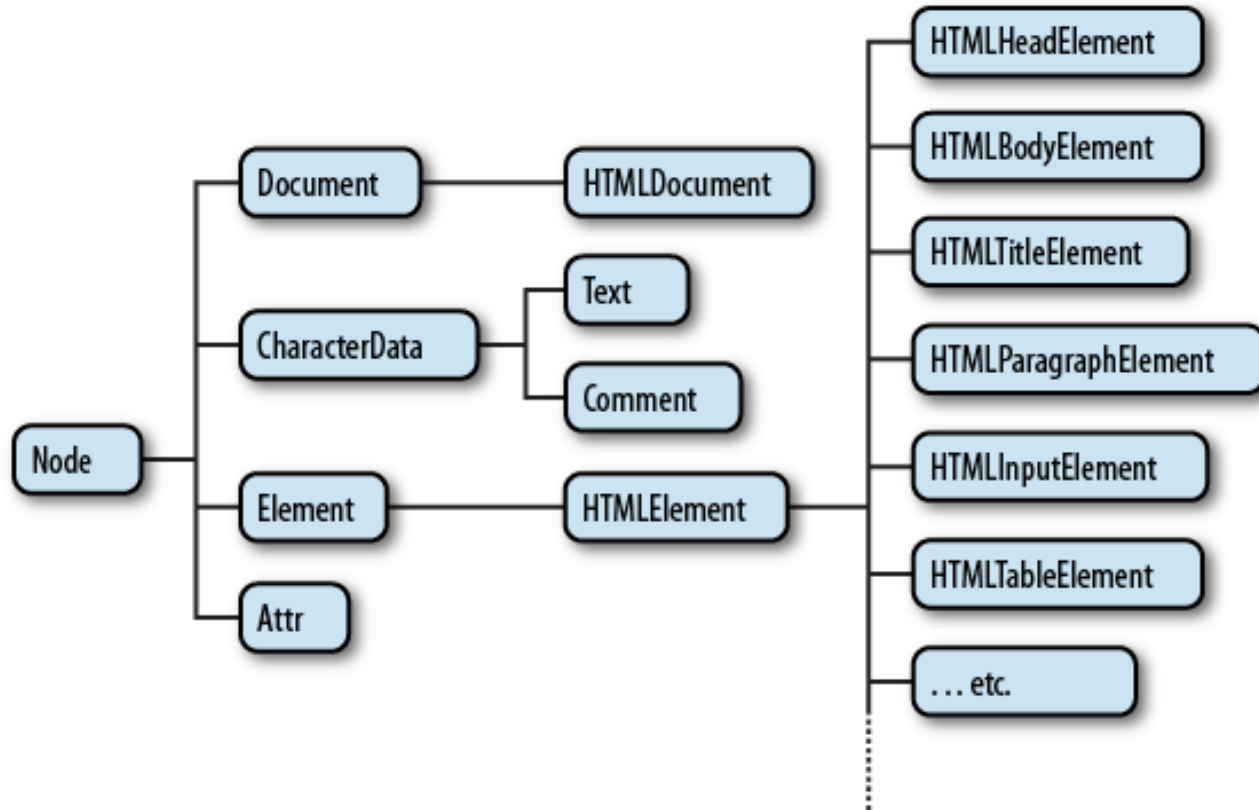 HTMLHeadElement
HTMLBodyElement
Document
HTMLDocument
HTMLTitleElement
Text
CharacterData
HTMLParagraphElement
Comment
Node
HTMLInputElement
Element
HTMLElement
HTMLTableElement
Attr
. . . etc.